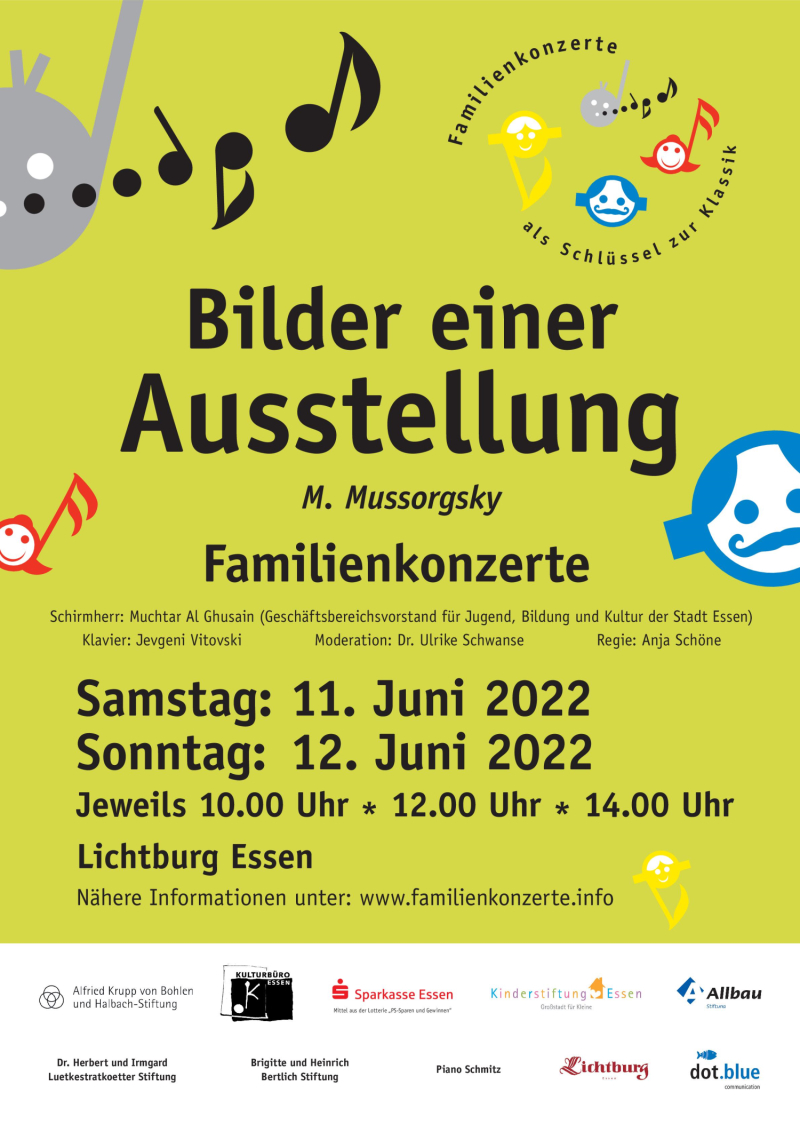 Familienkonzerte
als Schlüssel zur Klassik
Bilder einer
Ausstellung
M. Mussorgsky
Familienkonzerte
Schirmherr: Muchtar Al Ghusain (Geschäftsbereichsvorstand für Jugend, Bildung und Kultur der Stadt Essen)
Klavier: Jevgeni Vitovski Moderation: Dr. Ulrike Schwanse Regie: Anja Schöne
Samstag: 11. Juni 2022
Sonntag: 12. Juni 2022
Jeweils 10.00 Uhr * 12.00 Uhr * 14.00 Uhr
Lichtburg Essen
Nähere Informationen unter: www.familienkonzerte.info
Alfried Krupp von Bohlen
und Halbach-Stiftung
KULTURBÜRO
ESSEN
K
Sparkasse Essen
Mittel aus der Lotterie „PS-Sparen und Gewinnen"
Kinderstiftung Essen
Großstadt für Kleine
Allbau
Stiftung
Dr. Herbert und Irmgard
Luetkestratkoetter Stiftung
Brigitte und Heinrich
Bertlich Stiftung
Piano Schmitz
Lichtburg
ESSEN
dot.blue
communication